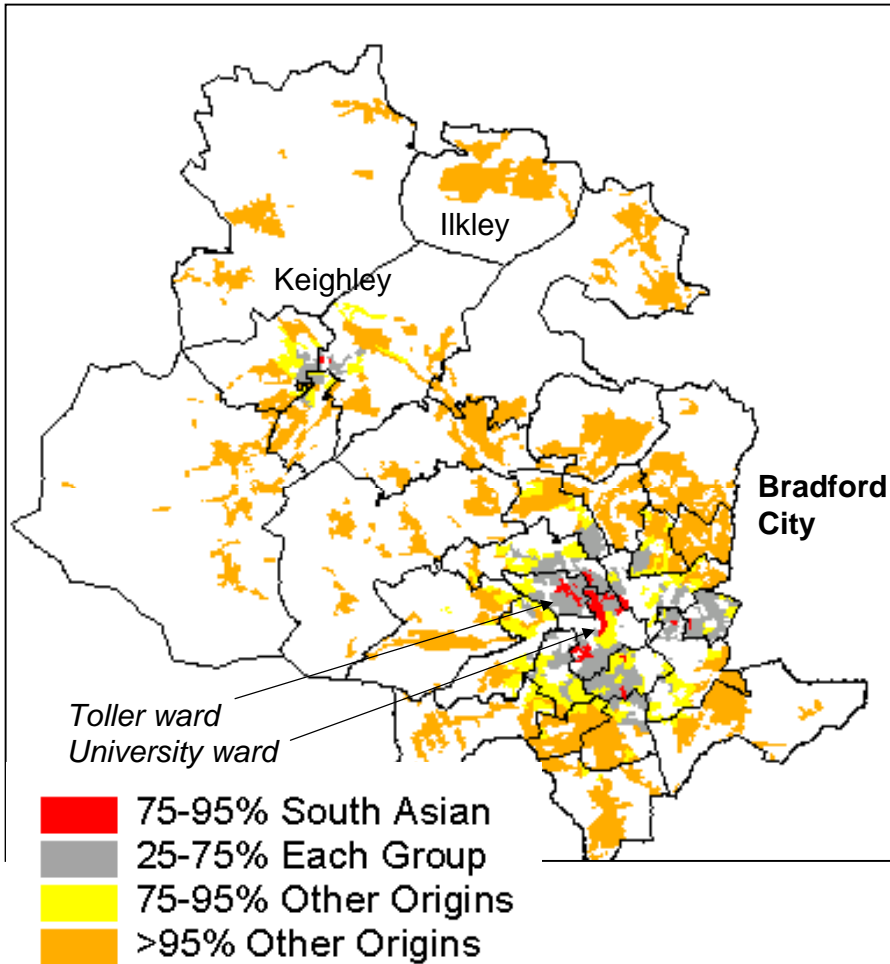 Ilkley
Keighley
Bradford
City
Toller ward
University ward
75-95% South Asian
25-75% Each Group
75-95% Other Origins
>95% Other Origins